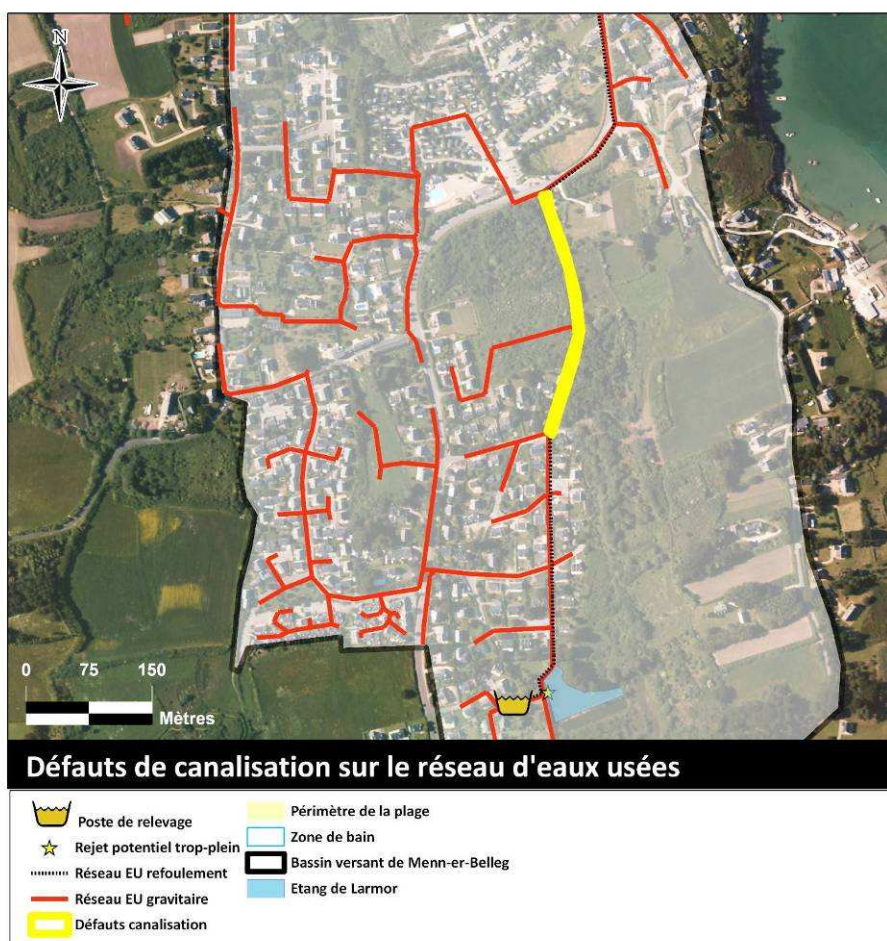 N
0 75 150
Mètres
Défauts de canalisation sur le réseau d'eaux usées
Poste de relevage
Rejet potentiel trop-plein
Réseau EU refoulement
Réseau EU gravitaire
Défauts canalisation
Périmètre de la plage
Zone de bain
Bassin versant de Menn-er-Belleg
Etang de Larmor